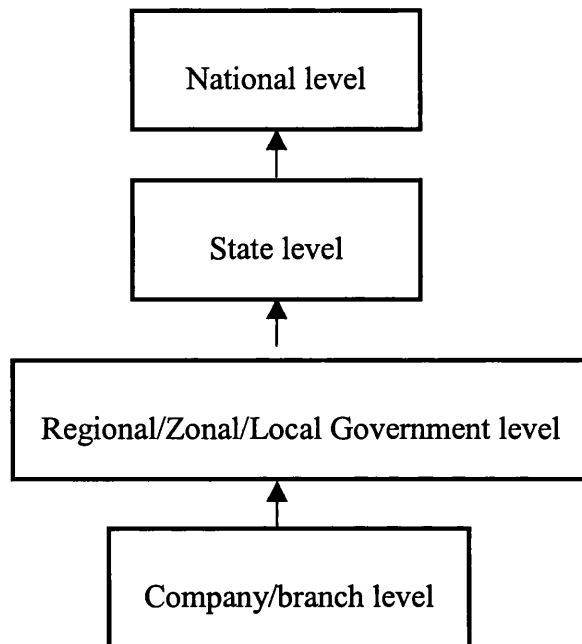 National level
State level
Regional/Zonal/Local Government level
Company/branch level